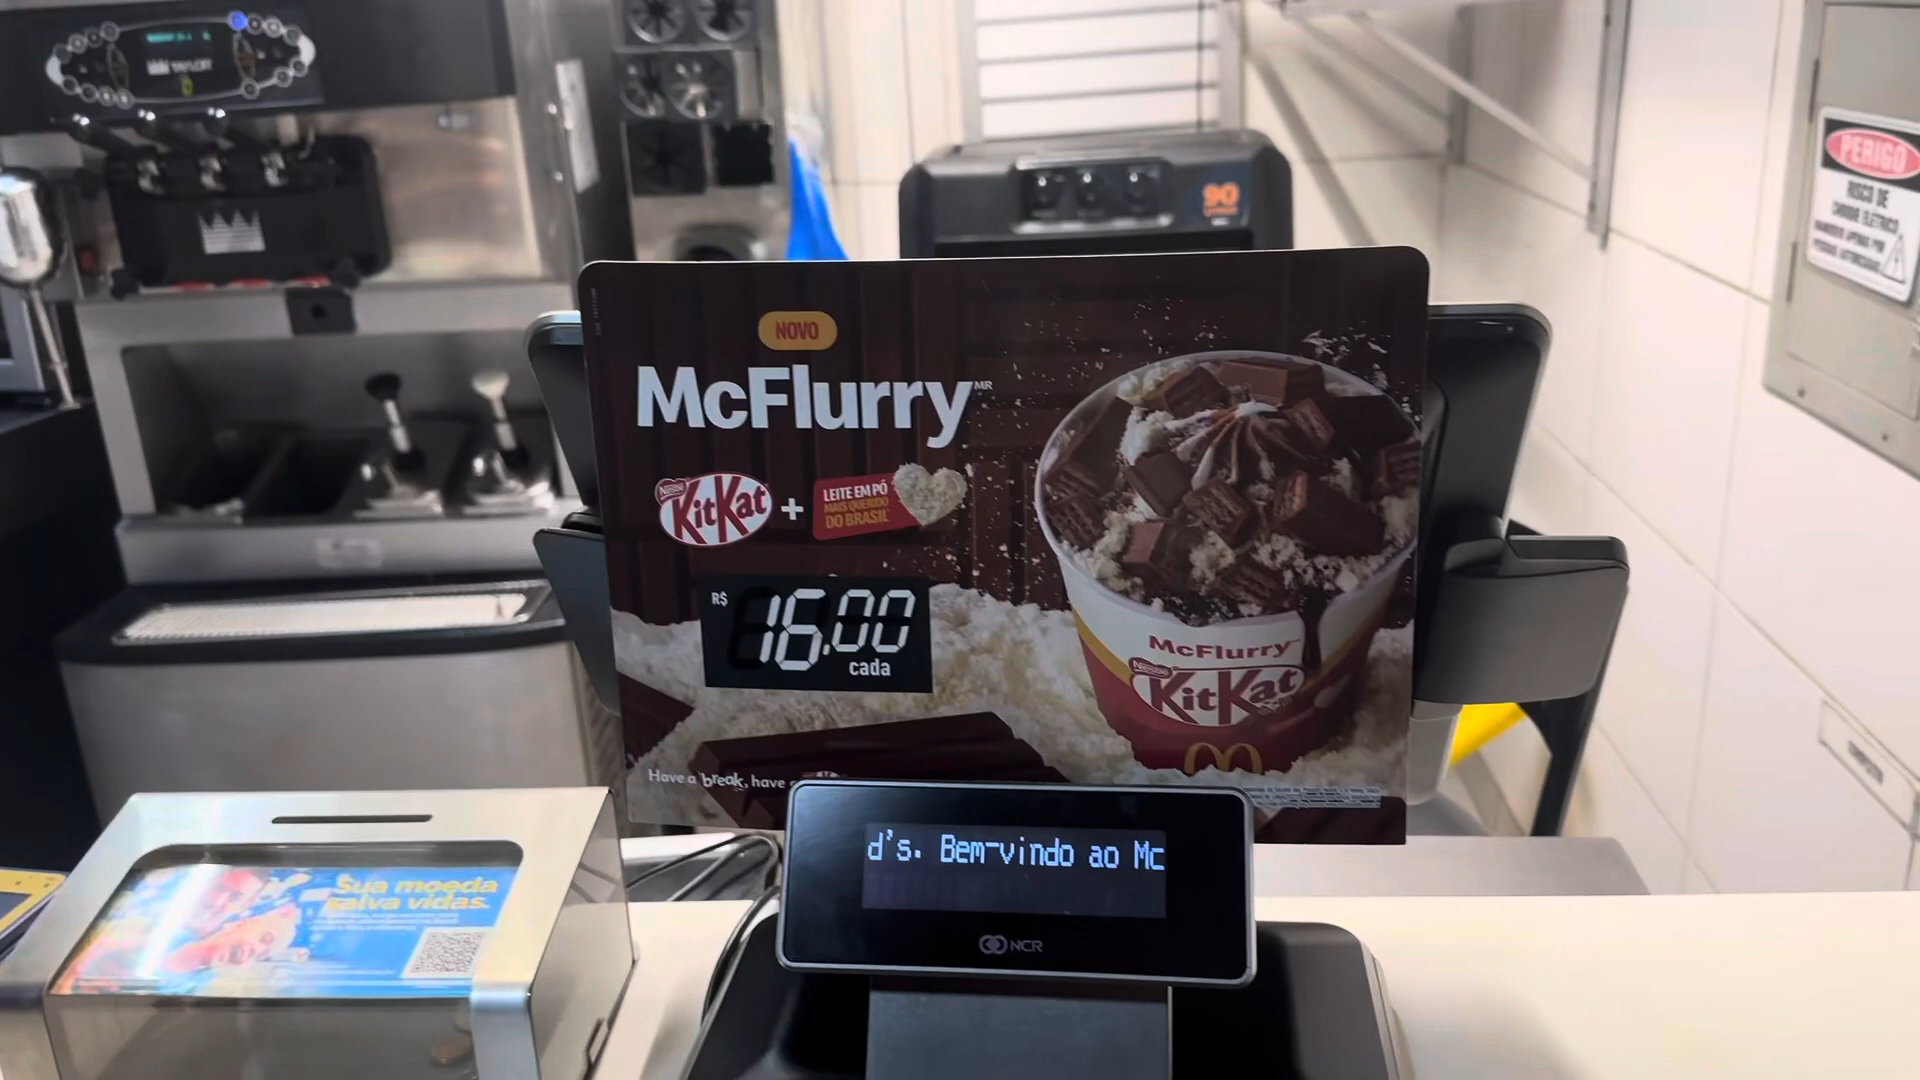 TAYLOR
90
PERIGO
RISCO DE
CHOQUE ELÉTRICO
NOVO
McFlurry MR
Nestlé
KitKat
+
LEITE EM PÓ
MAIS QUERIDO
DO BRASIL
R$ 16,00
cada
McFlurry
Nestlé
KitKat
Have a break, have a
d's. Bem-vindo ao Mc
NCR
Sua moeda
salva vidas.